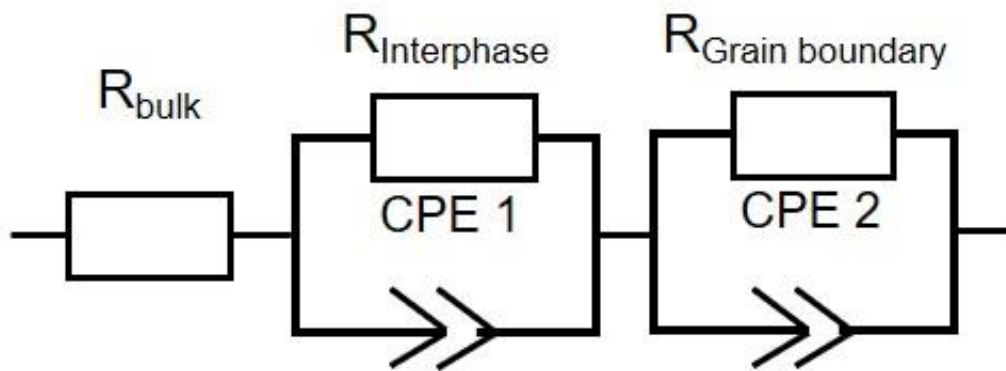 R_bulk
R_Interphase
CPE 1
R_Grain boundary
CPE 2